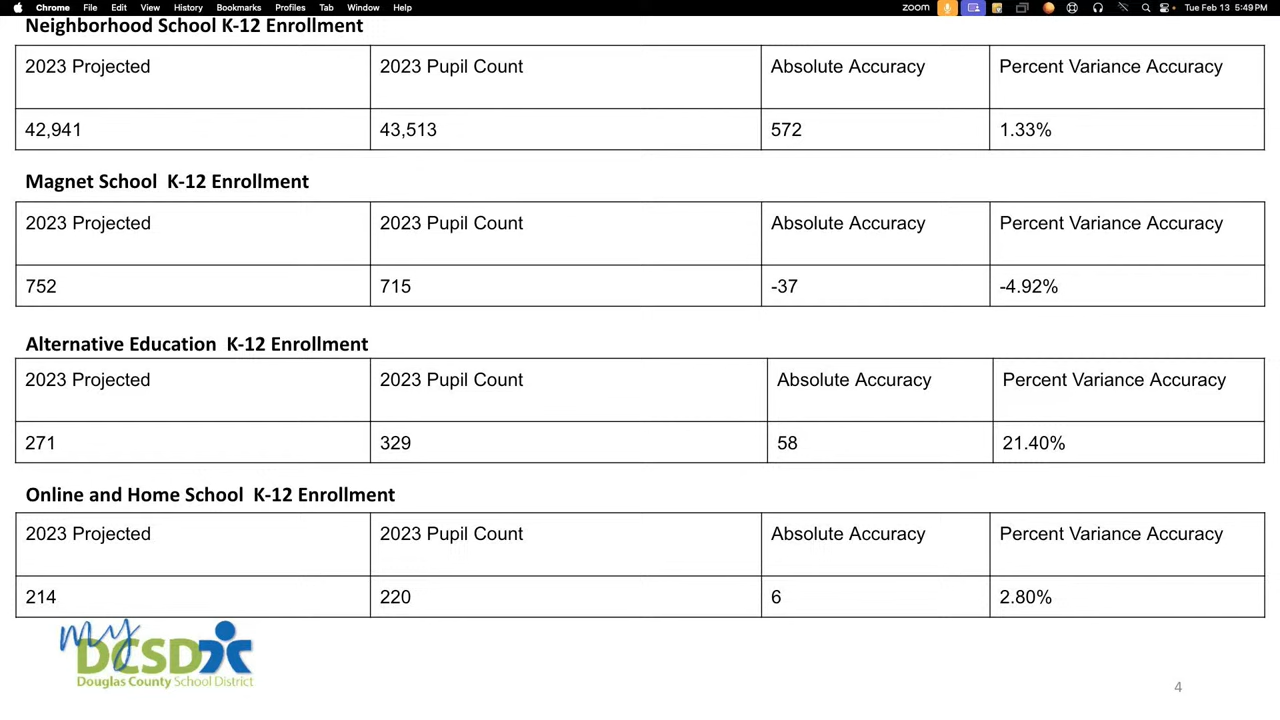 Chrome File Edit View History Bookmarks Profiles Tab Window Help zoom Tue Feb 13 5:49 PM
Neighborhood School K-12 Enrollment
2023 Projected 2023 Pupil Count Absolute Accuracy Percent Variance Accuracy
42,941 43,513 572 1.33%
Magnet School K-12 Enrollment
2023 Projected 2023 Pupil Count Absolute Accuracy Percent Variance Accuracy
752 715 -37 -4.92%
Alternative Education K-12 Enrollment
2023 Projected 2023 Pupil Count Absolute Accuracy Percent Variance Accuracy
271 329 58 21.40%
Online and Home School K-12 Enrollment
2023 Projected 2023 Pupil Count Absolute Accuracy Percent Variance Accuracy
214 220 6 2.80%
my
DCSD
Douglas County School District
4